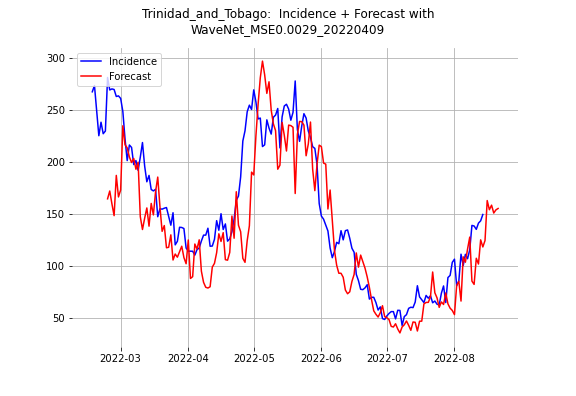 Trinidad_and_Tobago:  Incidence + Forecast with
WaveNet_MSE0.0029_20220409
Incidence
Forecast
300
250
200
150
100
50
2022-03 2022-04 2022-05 2022-06 2022-07 2022-08